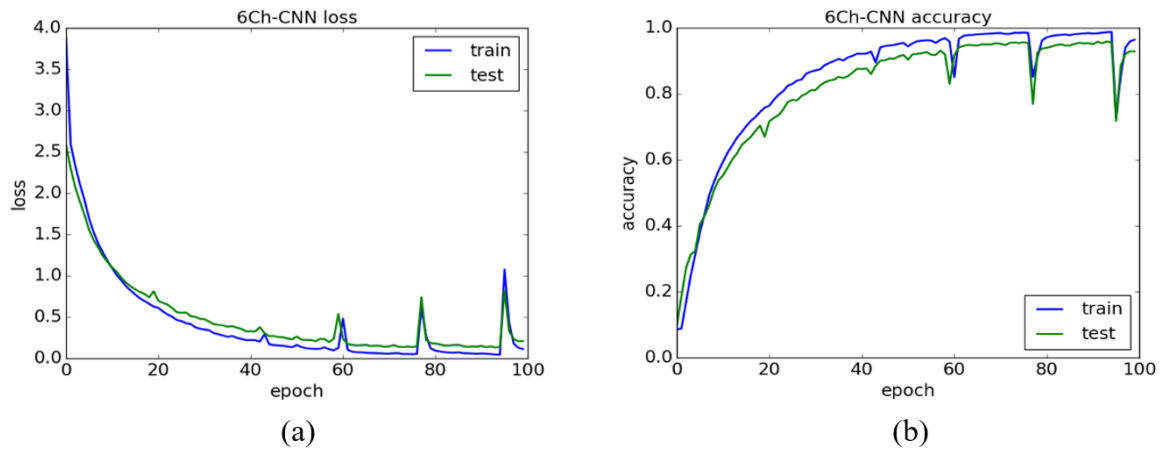 6Ch-CNN loss
4.0
3.5
3.0
2.5
2.0
1.5
1.0
0.5
0.0
loss
train
test
0 20 40 60 80 100
epoch
(a)
6Ch-CNN accuracy
1.0
0.8
0.6
0.4
0.2
0.0
accuracy
train
test
0 20 40 60 80 100
epoch
(b)